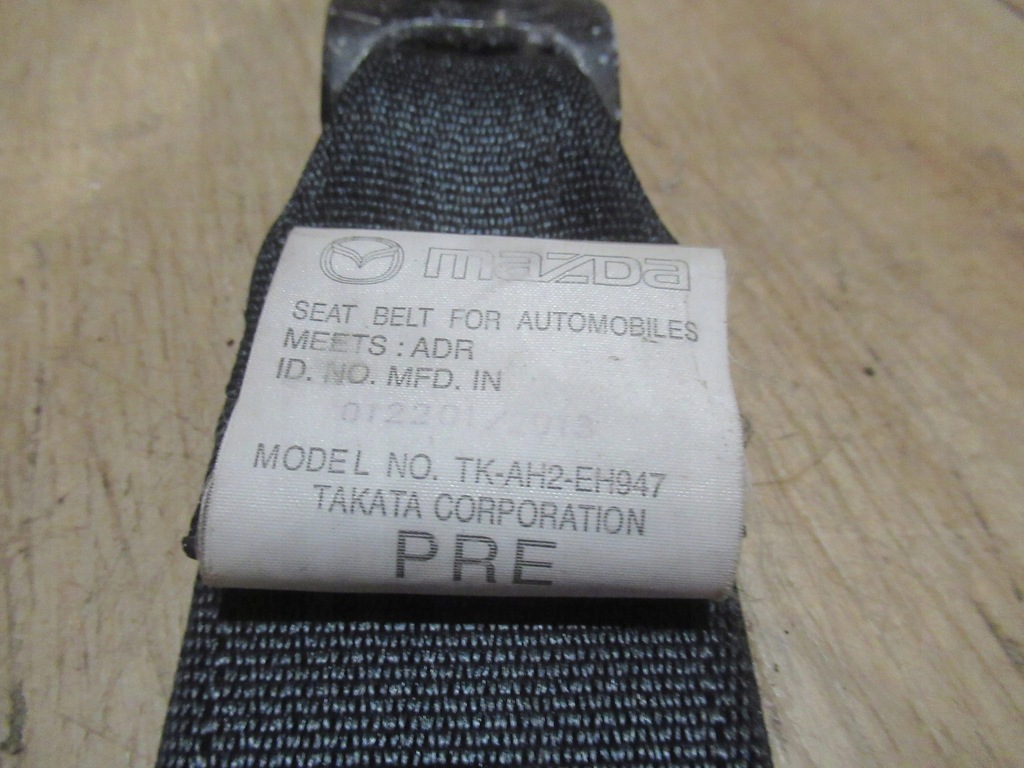 mazda
SEAT BELT FOR AUTOMOBILES
MEETS : ADR
ID. NO. MFD. IN
MODEL NO. TK-AH2-EH947
TAKATA CORPORATION
PRE